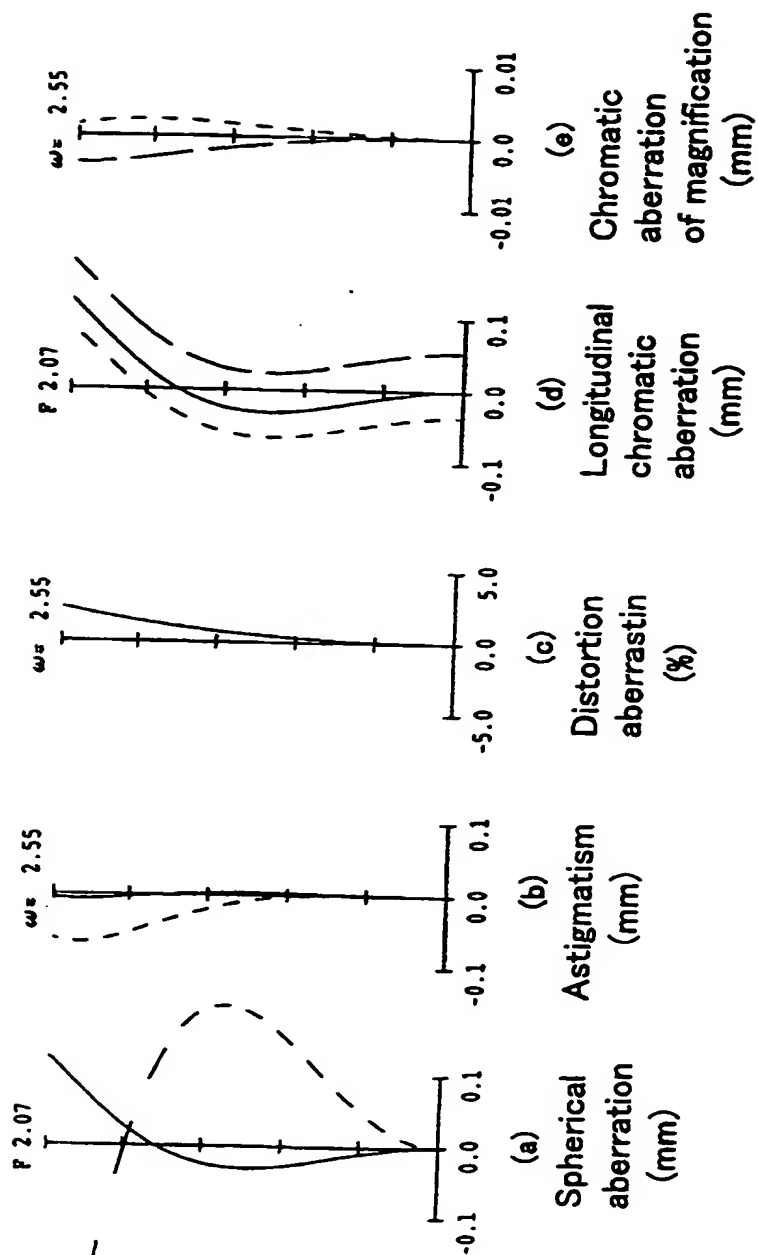 F 2.07
-0.1 0.0 0.1
(a)
Spherical
aberration
(mm)
ω= 2.55
-0.1 0.0 0.1
(b)
Astigmatism
(mm)
ω= 2.55
-5.0 0.0 5.0
(c)
Distortion
aberrastin
(%)
F 2.07
-0.1 0.0 0.1
(d)
Longitudinal
chromatic
aberration
(mm)
ω= 2.55
-0.01 0.0 0.01
(e)
Chromatic
aberration
of magnification
(mm)